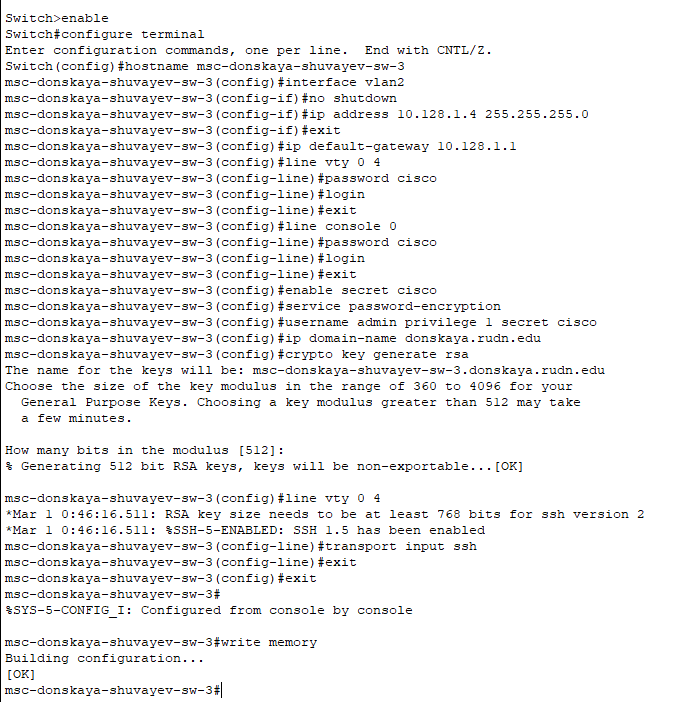 Switch>enable
Switch#configure terminal
Enter configuration commands, one per line.  End with CNTL/Z.
Switch(config)#hostname msc-donskaya-shuvayev-sw-3
msc-donskaya-shuvayev-sw-3(config)#interface vlan2
msc-donskaya-shuvayev-sw-3(config-if)#no shutdown
msc-donskaya-shuvayev-sw-3(config-if)#ip address 10.128.1.4 255.255.255.0
msc-donskaya-shuvayev-sw-3(config-if)#exit
msc-donskaya-shuvayev-sw-3(config)#ip default-gateway 10.128.1.1
msc-donskaya-shuvayev-sw-3(config)#line vty 0 4
msc-donskaya-shuvayev-sw-3(config-line)#password cisco
msc-donskaya-shuvayev-sw-3(config-line)#login
msc-donskaya-shuvayev-sw-3(config-line)#exit
msc-donskaya-shuvayev-sw-3(config)#line console 0
msc-donskaya-shuvayev-sw-3(config-line)#password cisco
msc-donskaya-shuvayev-sw-3(config-line)#login
msc-donskaya-shuvayev-sw-3(config-line)#exit
msc-donskaya-shuvayev-sw-3(config)#enable secret cisco
msc-donskaya-shuvayev-sw-3(config)#service password-encryption
msc-donskaya-shuvayev-sw-3(config)#username admin privilege 1 secret cisco
msc-donskaya-shuvayev-sw-3(config)#ip domain-name donskaya.rudn.edu
msc-donskaya-shuvayev-sw-3(config)#crypto key generate rsa
The name for the keys will be: msc-donskaya-shuvayev-sw-3.donskaya.rudn.edu
Choose the size of the key modulus in the range of 360 to 4096 for your
  General Purpose Keys. Choosing a key modulus greater than 512 may take
  a few minutes.

How many bits in the modulus [512]:
% Generating 512 bit RSA keys, keys will be non-exportable...[OK]

msc-donskaya-shuvayev-sw-3(config)#line vty 0 4
*Mar 1 0:46:16.511: RSA key size needs to be at least 768 bits for ssh version 2
*Mar 1 0:46:16.511: %SSH-5-ENABLED: SSH 1.5 has been enabled
msc-donskaya-shuvayev-sw-3(config-line)#transport input ssh
msc-donskaya-shuvayev-sw-3(config-line)#exit
msc-donskaya-shuvayev-sw-3(config)#exit
msc-donskaya-shuvayev-sw-3#
%SYS-5-CONFIG_I: Configured from console by console

msc-donskaya-shuvayev-sw-3#write memory
Building configuration...
[OK]
msc-donskaya-shuvayev-sw-3#